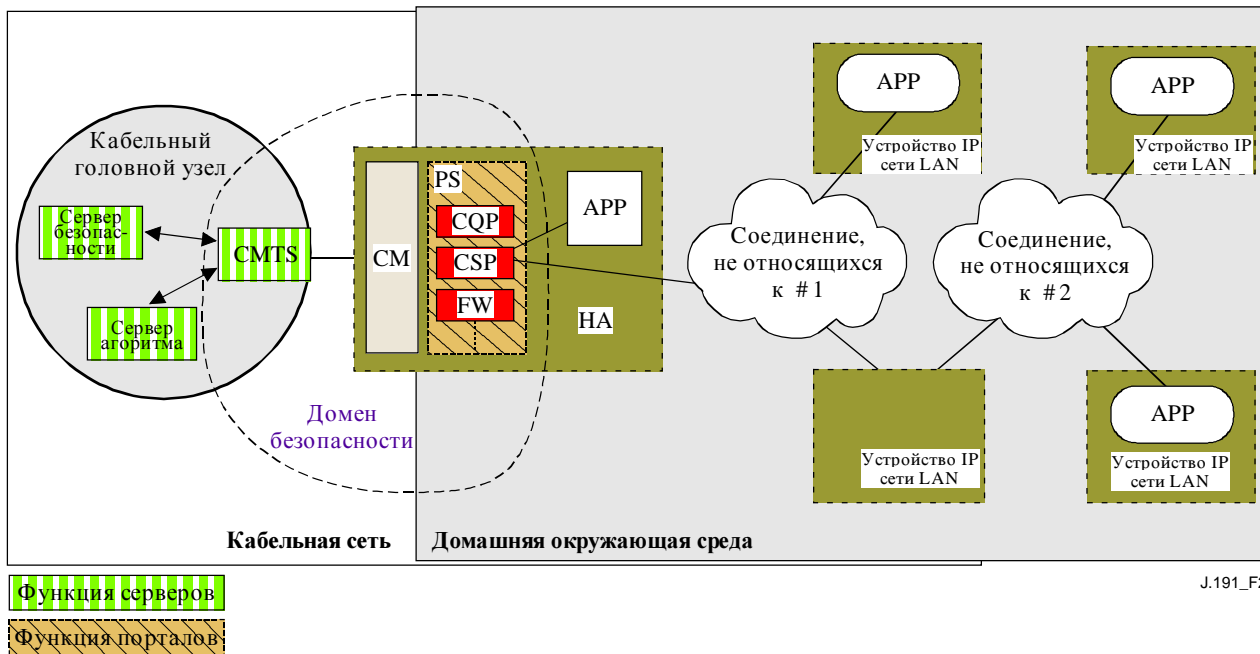 Кабельный
головной узел
Сервер
безопас-
ности
CMTS
Сервер
агоритма
Домен
безопасности
CM
PS
CQP
CSP
FW
APP
HA
APP
Устройство IP
сети LAN
APP
Устройство IP
сети LAN
Соединение,
не относящихся
к #1
Соединение,
не относящихся
к #2
Устройство IP
сети LAN
APP
Устройство IP
сети LAN
Кабельная сеть
Домашняя окружающая среда
J.191_F
Функция серверов
Функция порталов